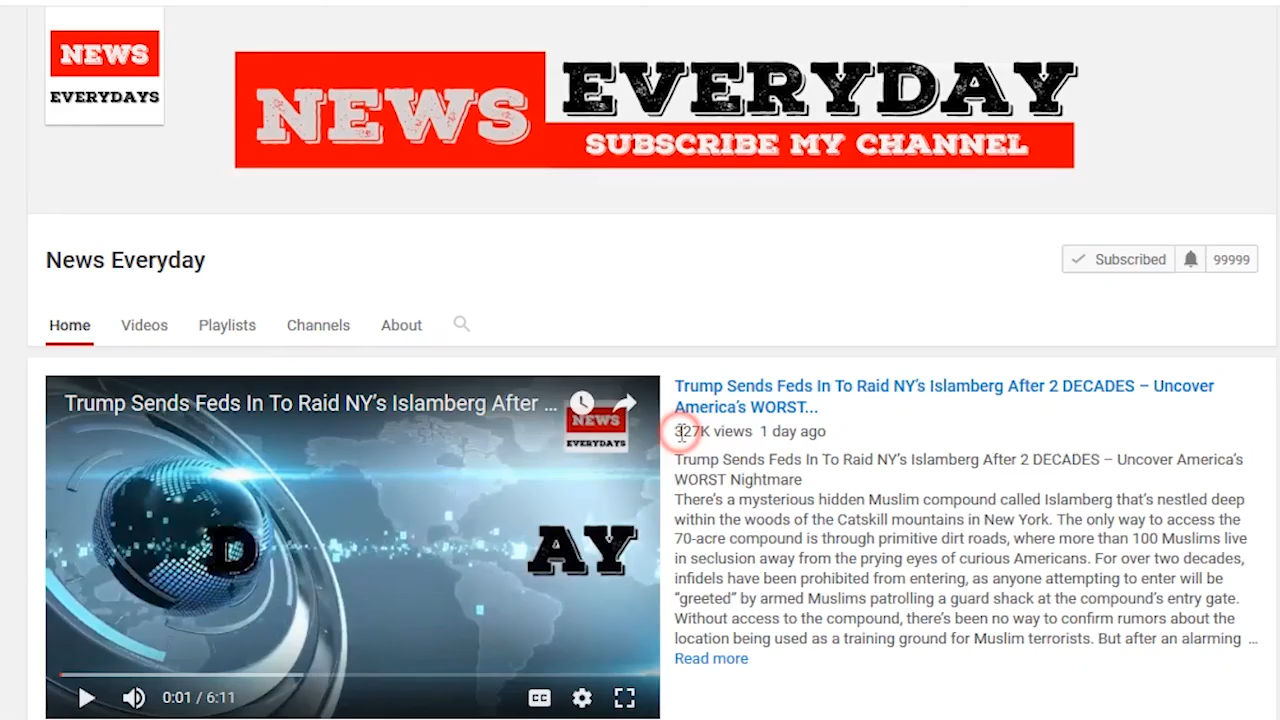 NEWS
EVERYDAYS
NEWS
EVERYDAY
SUBSCRIBE MY CHANNEL
News Everyday
Subscribed
99999
Home
Videos
Playlists
Channels
About
Trump Sends Feds In To Raid NY's Islamberg After ...
NEWS
EVERYDAYS
D
AY
0:01 / 6:11
CC
Trump Sends Feds In To Raid NY's Islamberg After 2 DECADES – Uncover
America's WORST...
327K views 1 day ago
Trump Sends Feds In To Raid NY's Islamberg After 2 DECADES – Uncover America's
WORST Nightmare
There's a mysterious hidden Muslim compound called Islamberg that's nestled deep
within the woods of the Catskill mountains in New York. The only way to access the
70-acre compound is through primitive dirt roads, where more than 100 Muslims live
in seclusion away from the prying eyes of curious Americans. For over two decades,
infidels have been prohibited from entering, as anyone attempting to enter will be
“greeted” by armed Muslims patrolling a guard shack at the compound's entry gate.
Without access to the compound, there's been no way to confirm rumors about the
location being used as a training ground for Muslim terrorists. But after an alarming ...
Read more